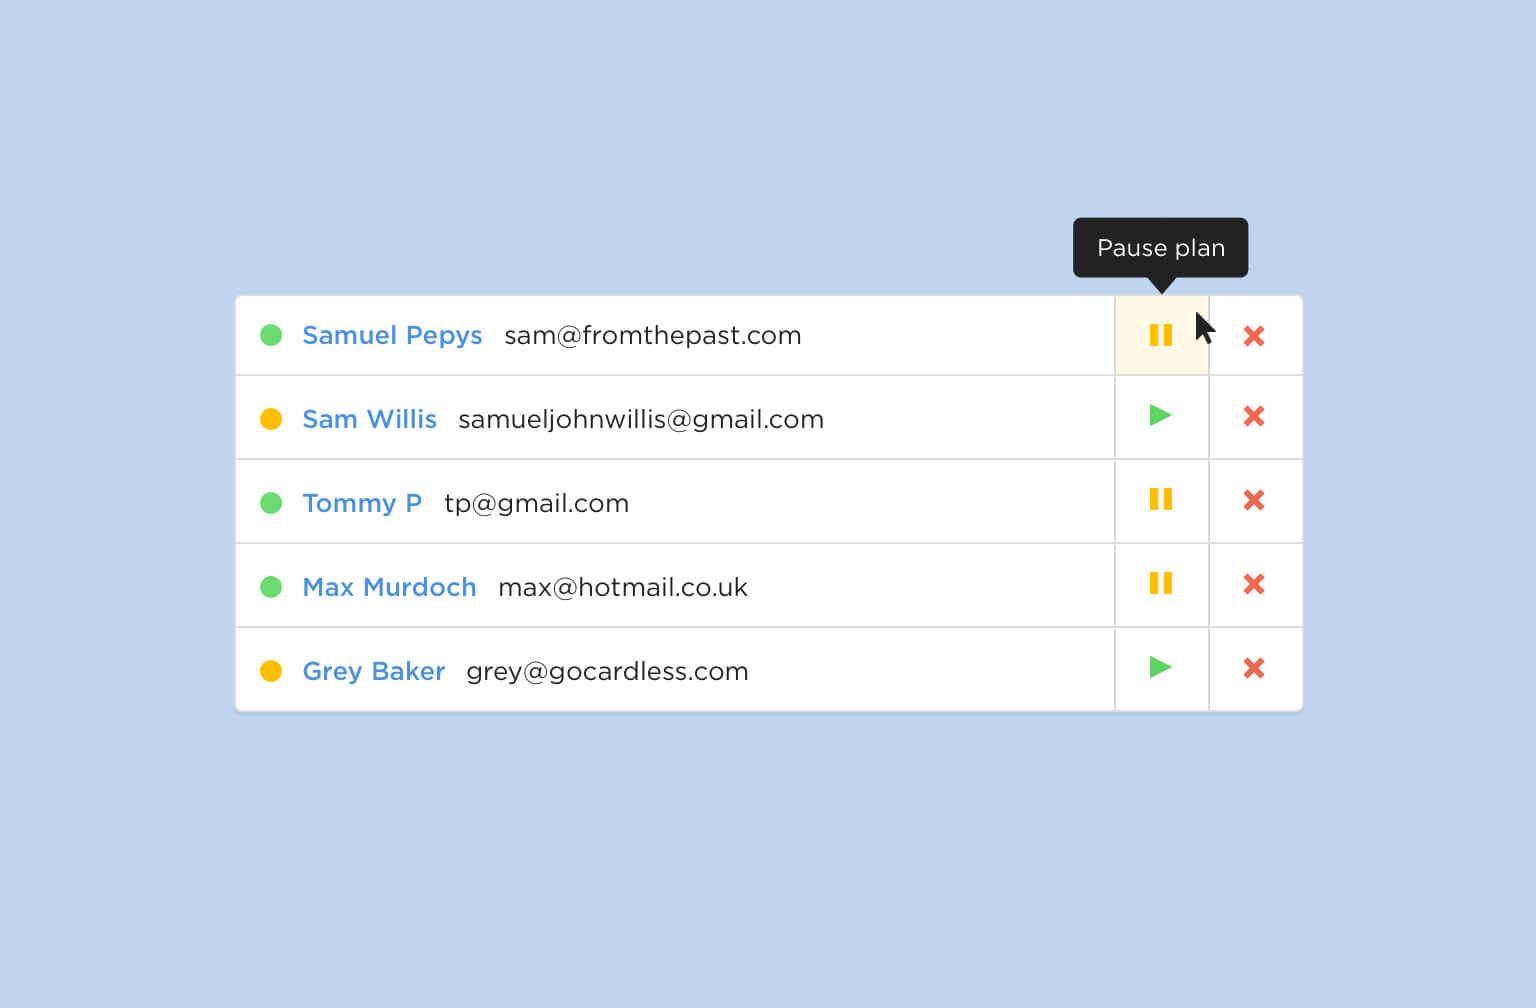 Pause plan
Samuel Pepys sam@fromthepast.com
Sam Willis samueljohnwillis@gmail.com
Tommy P tp@gmail.com
Max Murdoch max@hotmail.co.uk
Grey Baker grey@gocardless.com